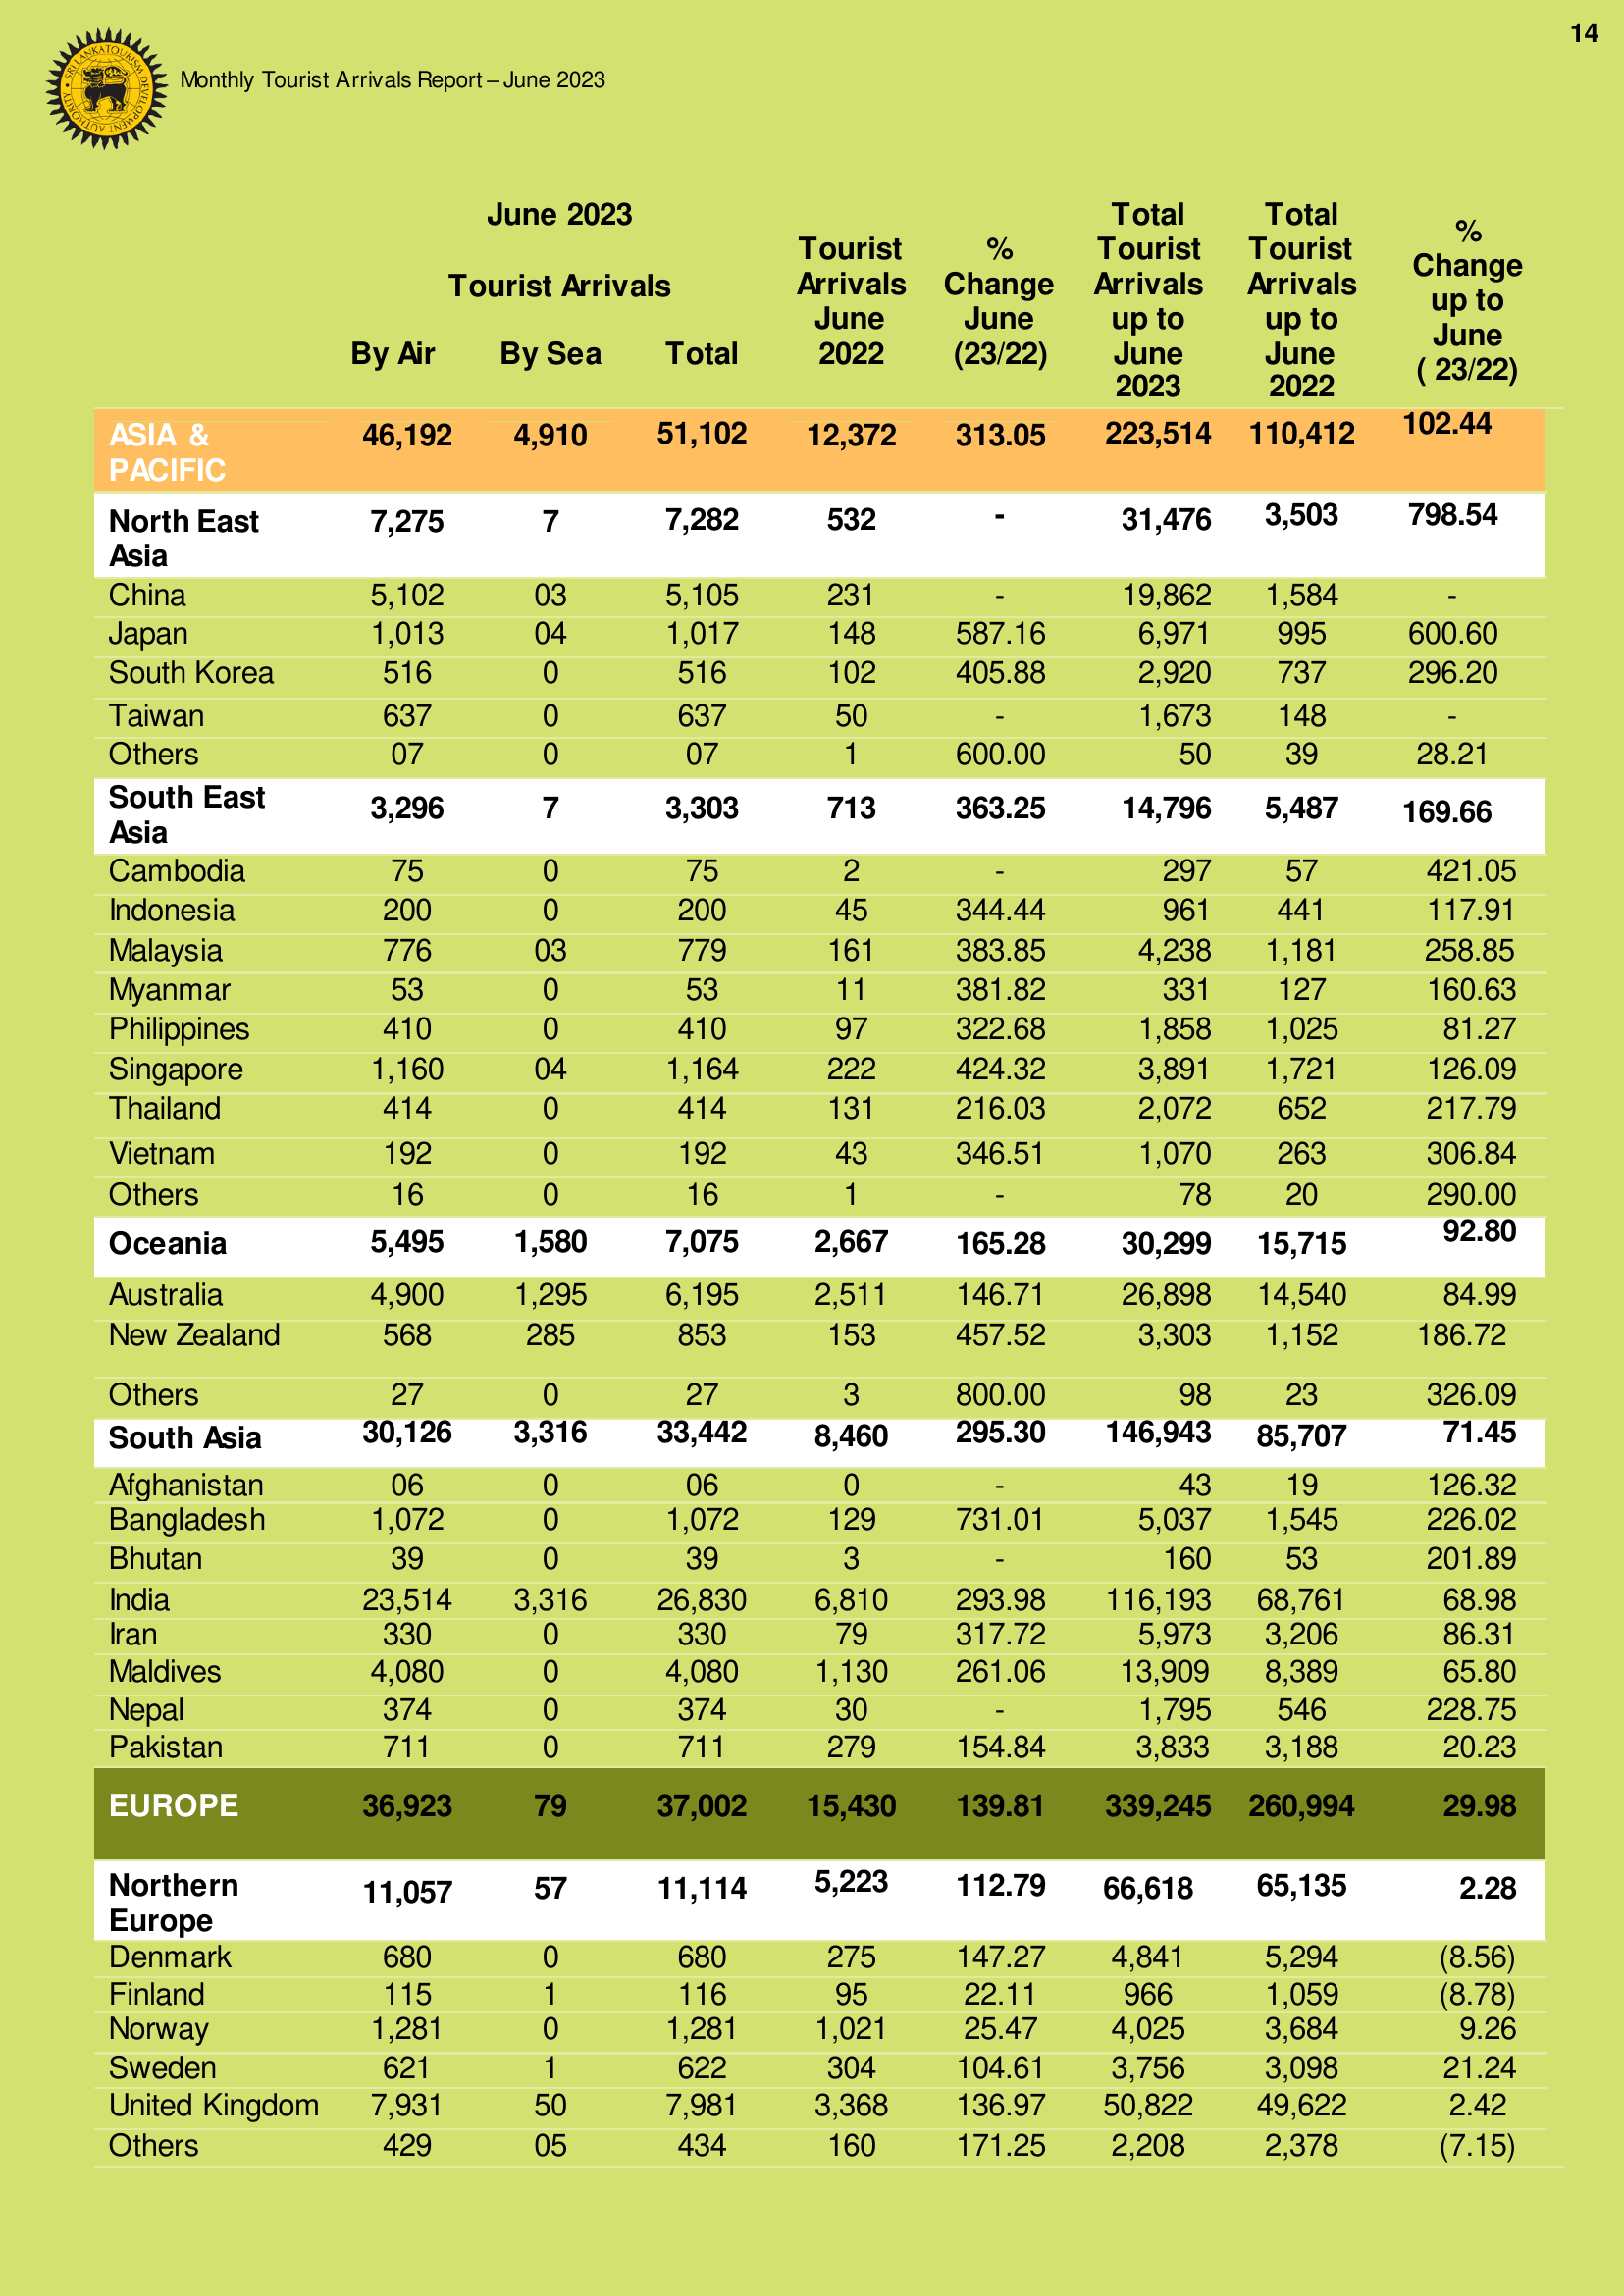 14
SRI LANKA TOURISM DEVELOPMENT AUTHORITY
Monthly Tourist Arrivals Report – June 2023
June 2023
Tourist Arrivals
By Air By Sea Total
Tourist Arrivals June 2022
% Change June (23/22)
Total Tourist Arrivals up to June 2023
Total Tourist Arrivals up to June 2022
% Change up to June ( 23/22)
ASIA & PACIFIC 46,192 4,910 51,102 12,372 313.05 223,514 110,412 102.44
North East Asia 7,275 7 7,282 532 - 31,476 3,503 798.54
China 5,102 03 5,105 231 - 19,862 1,584 -
Japan 1,013 04 1,017 148 587.16 6,971 995 600.60
South Korea 516 0 516 102 405.88 2,920 737 296.20
Taiwan 637 0 637 50 - 1,673 148 -
Others 07 0 07 1 600.00 50 39 28.21
South East Asia 3,296 7 3,303 713 363.25 14,796 5,487 169.66
Cambodia 75 0 75 2 - 297 57 421.05
Indonesia 200 0 200 45 344.44 961 441 117.91
Malaysia 776 03 779 161 383.85 4,238 1,181 258.85
Myanmar 53 0 53 11 381.82 331 127 160.63
Philippines 410 0 410 97 322.68 1,858 1,025 81.27
Singapore 1,160 04 1,164 222 424.32 3,891 1,721 126.09
Thailand 414 0 414 131 216.03 2,072 652 217.79
Vietnam 192 0 192 43 346.51 1,070 263 306.84
Others 16 0 16 1 - 78 20 290.00
Oceania 5,495 1,580 7,075 2,667 165.28 30,299 15,715 92.80
Australia 4,900 1,295 6,195 2,511 146.71 26,898 14,540 84.99
New Zealand 568 285 853 153 457.52 3,303 1,152 186.72
Others 27 0 27 3 800.00 98 23 326.09
South Asia 30,126 3,316 33,442 8,460 295.30 146,943 85,707 71.45
Afghanistan 06 0 06 0 - 43 19 126.32
Bangladesh 1,072 0 1,072 129 731.01 5,037 1,545 226.02
Bhutan 39 0 39 3 - 160 53 201.89
India 23,514 3,316 26,830 6,810 293.98 116,193 68,761 68.98
Iran 330 0 330 79 317.72 5,973 3,206 86.31
Maldives 4,080 0 4,080 1,130 261.06 13,909 8,389 65.80
Nepal 374 0 374 30 - 1,795 546 228.75
Pakistan 711 0 711 279 154.84 3,833 3,188 20.23
EUROPE 36,923 79 37,002 15,430 139.81 339,245 260,994 29.98
Northern Europe 11,057 57 11,114 5,223 112.79 66,618 65,135 2.28
Denmark 680 0 680 275 147.27 4,841 5,294 (8.56)
Finland 115 1 116 95 22.11 966 1,059 (8.78)
Norway 1,281 0 1,281 1,021 25.47 4,025 3,684 9.26
Sweden 621 1 622 304 104.61 3,756 3,098 21.24
United Kingdom 7,931 50 7,981 3,368 136.97 50,822 49,622 2.42
Others 429 05 434 160 171.25 2,208 2,378 (7.15)